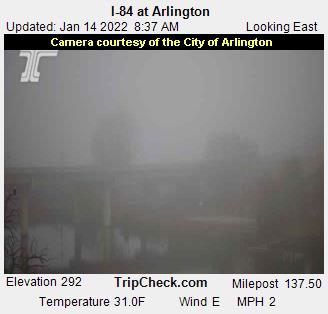 I-84 at Arlington
Updated: Jan 14 2022 8:37 AM Looking East
Camera courtesy of the City of Arlington
Elevation 292 TripCheck.com Milepost 137.50
Temperature 31.0F Wind E MPH 2